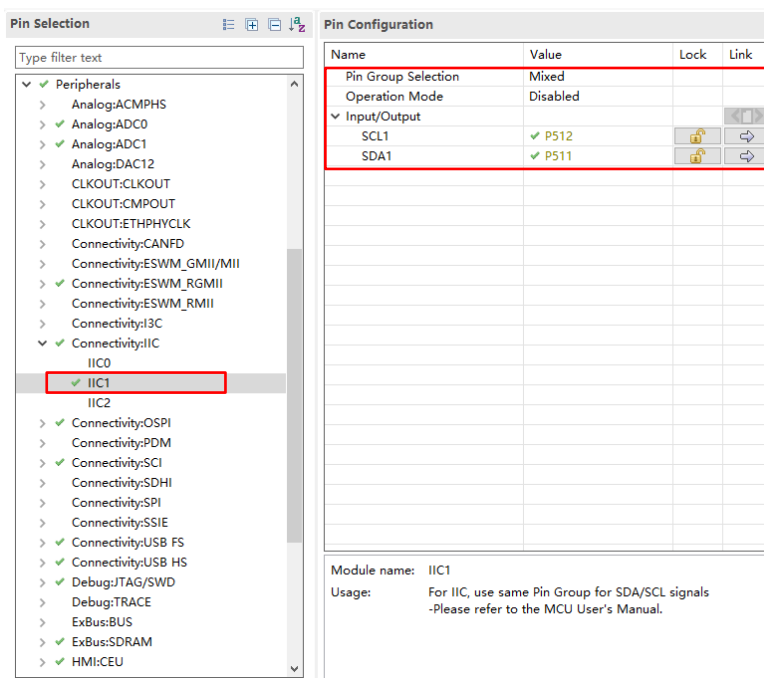 Pin Selection
Type filter text
Peripherals
Analog:ACMPHS
Analog:ADC0
Analog:ADC1
Analog:DAC12
CLKOUT:CLKOUT
CLKOUT:CMPOUT
CLKOUT:ETHPHYCLK
Connectivity:CANFD
Connectivity:ESWM_GMII/MII
Connectivity:ESWM_RGMII
Connectivity:ESWM_RMII
Connectivity:I3C
Connectivity:IIC
IIC0
IIC1
IIC2
Connectivity:OSPI
Connectivity:PDM
Connectivity:SCI
Connectivity:SDHI
Connectivity:SPI
Connectivity:SSIE
Connectivity:USB FS
Connectivity:USB HS
Debug:JTAG/SWD
Debug:TRACE
ExBus:BUS
ExBus:SDRAM
HMI:CEU
Pin Configuration
Name Value Lock Link
Pin Group Selection Mixed
Operation Mode Disabled
Input/Output
SCL1 P512
SDA1 P511
Module name: IIC1
Usage: For IIC, use same Pin Group for SDA/SCL signals
-Please refer to the MCU User's Manual.